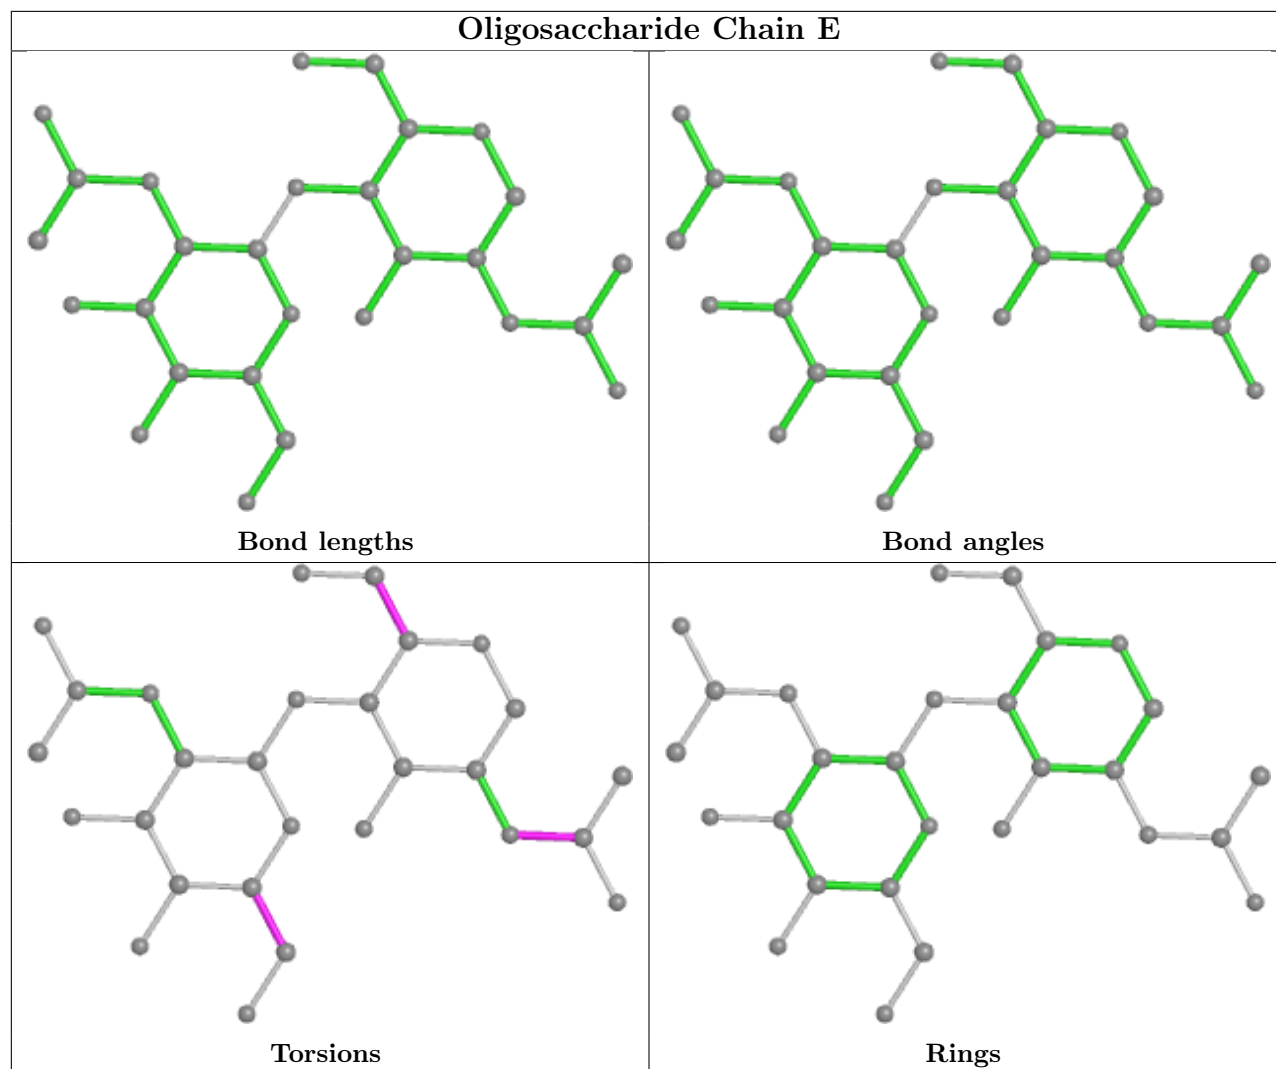 Oligosaccharide Chain E
Bond lengths
Bond angles
Torsions
Rings